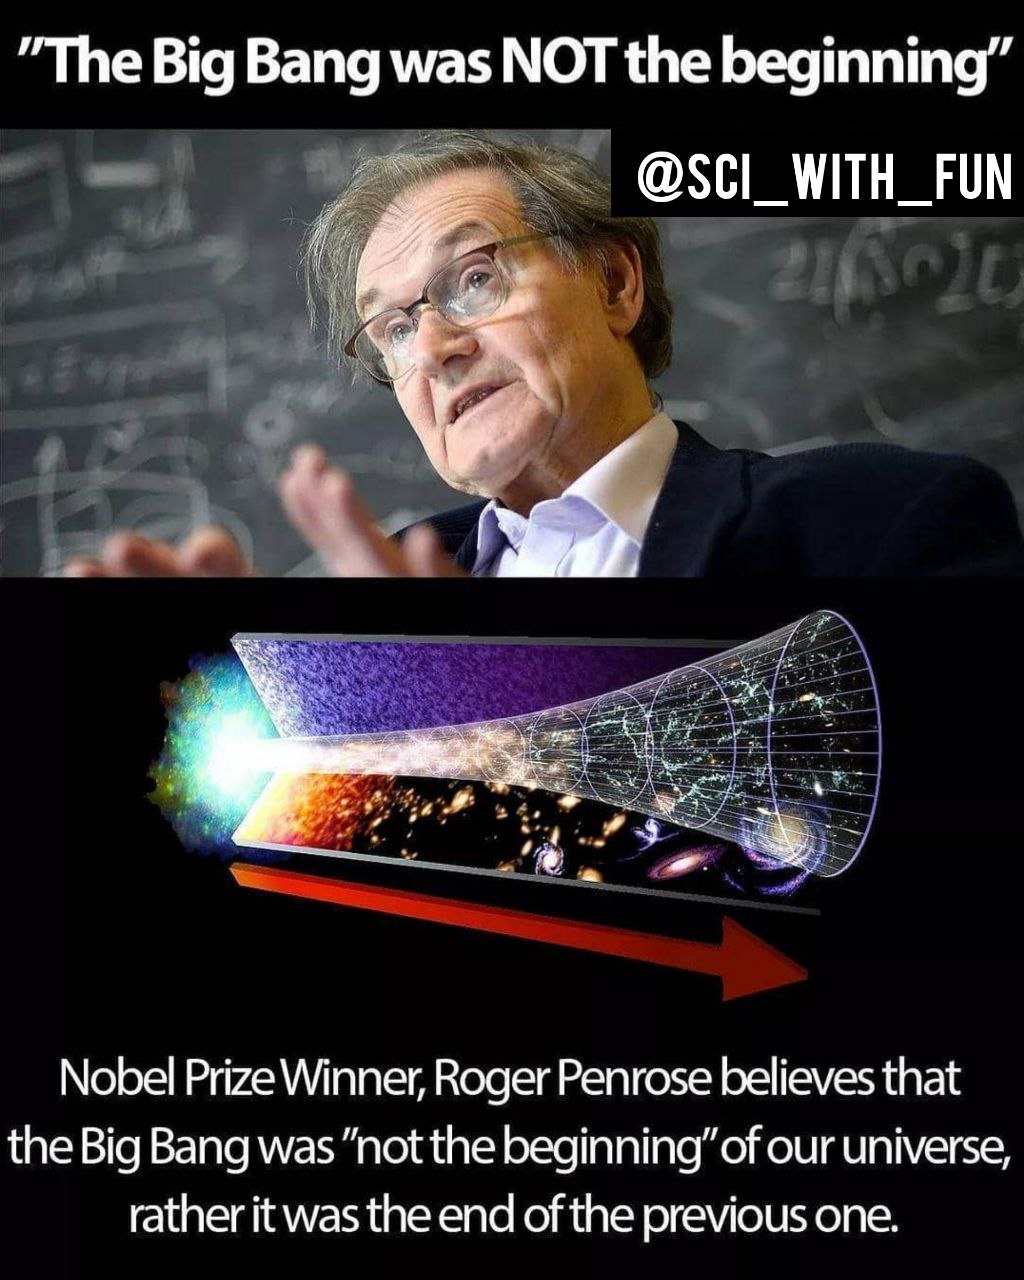 "The Big Bang was NOT the beginning"
@SCI_WITH_FUN
Nobel Prize Winner, Roger Penrose believes that
the Big Bang was "not the beginning" of our universe,
rather it was the end of the previous one.